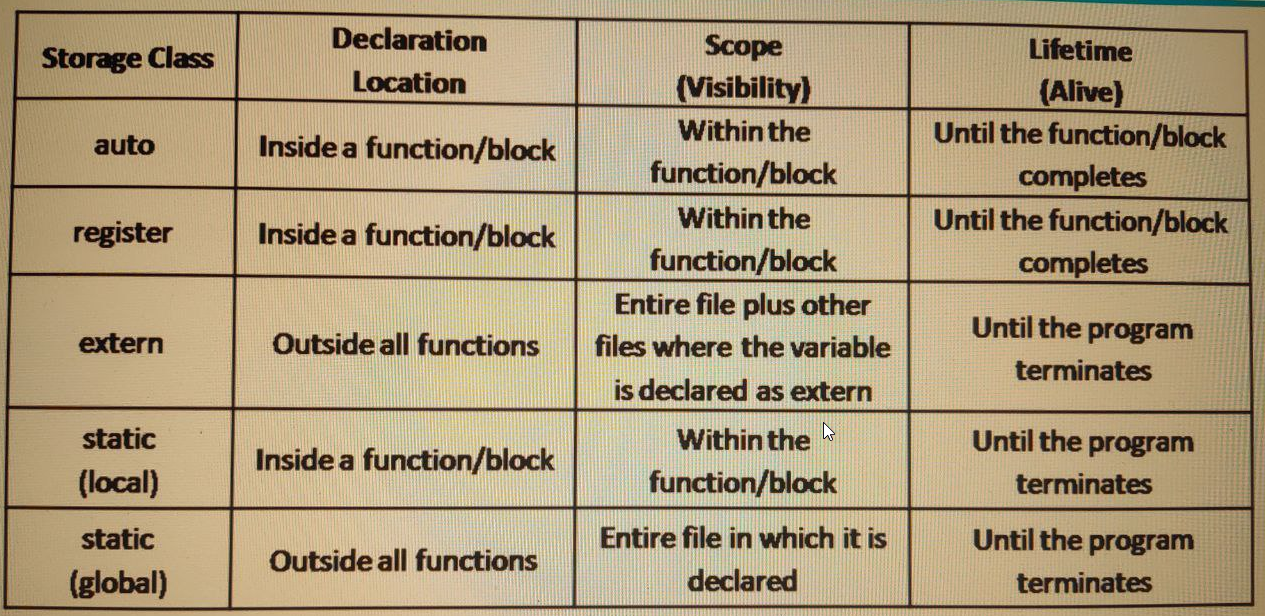 Storage Class
Declaration
Location
Scope
(Visibility)
Lifetime
(Alive)
auto
Inside a function/block
Within the
function/block
Until the function/block
completes
register
Inside a function/block
Within the
function/block
Until the function/block
completes
extern
Outside all functions
Entire file plus other
files where the variable
is declared as extern
Until the program
terminates
static
(local)
Inside a function/block
Within the
function/block
Until the program
terminates
static
(global)
Outside all functions
Entire file in which it is
declared
Until the program
terminates